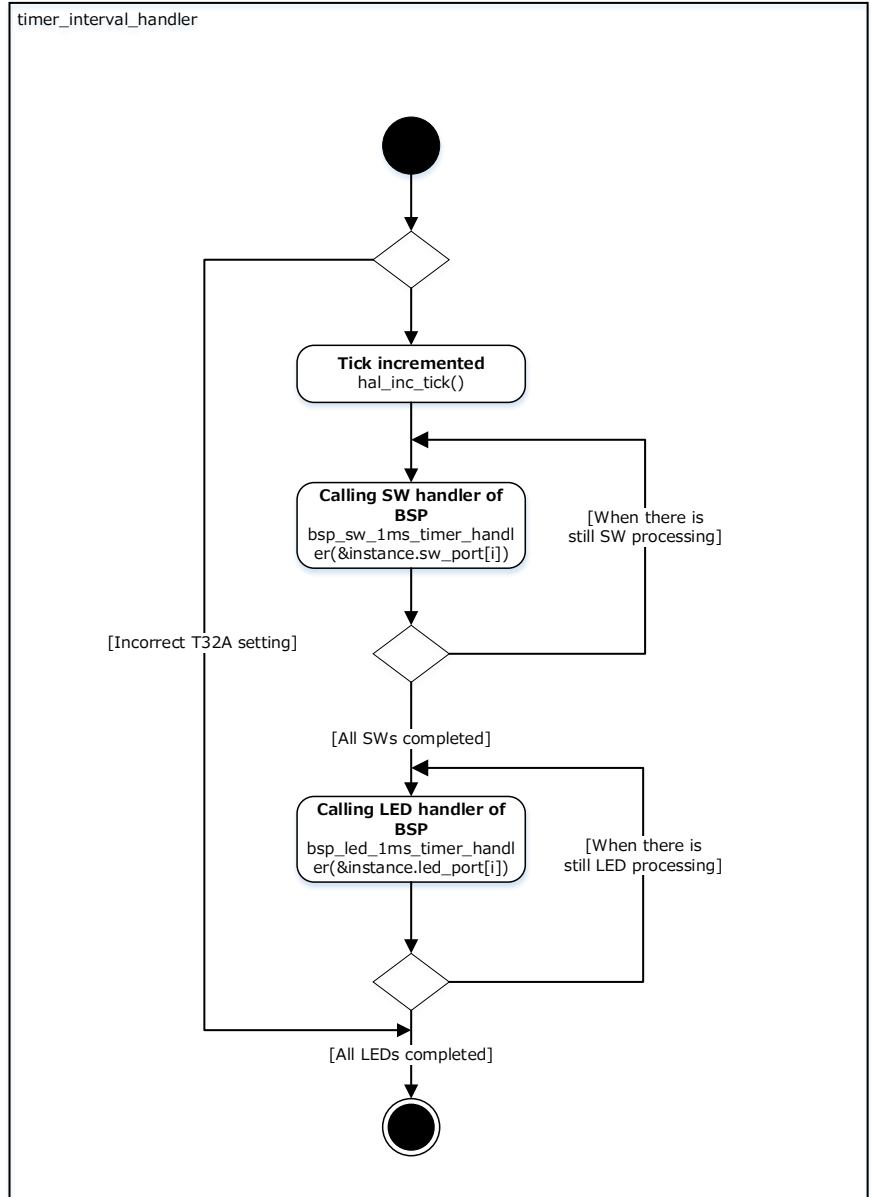 timer_interval_handler
Tick incremented
hal_inc_tick()
Calling SW handler of
BSP
bsp_sw_1ms_timer_handl
er(&instance.sw_port[i])
[When there is
still SW processing]
[Incorrect T32A setting]
[All SWs completed]
Calling LED handler of
BSP
bsp_led_1ms_timer_handl
er(&instance.led_port[i])
[When there is
still LED processing]
[All LEDs completed]